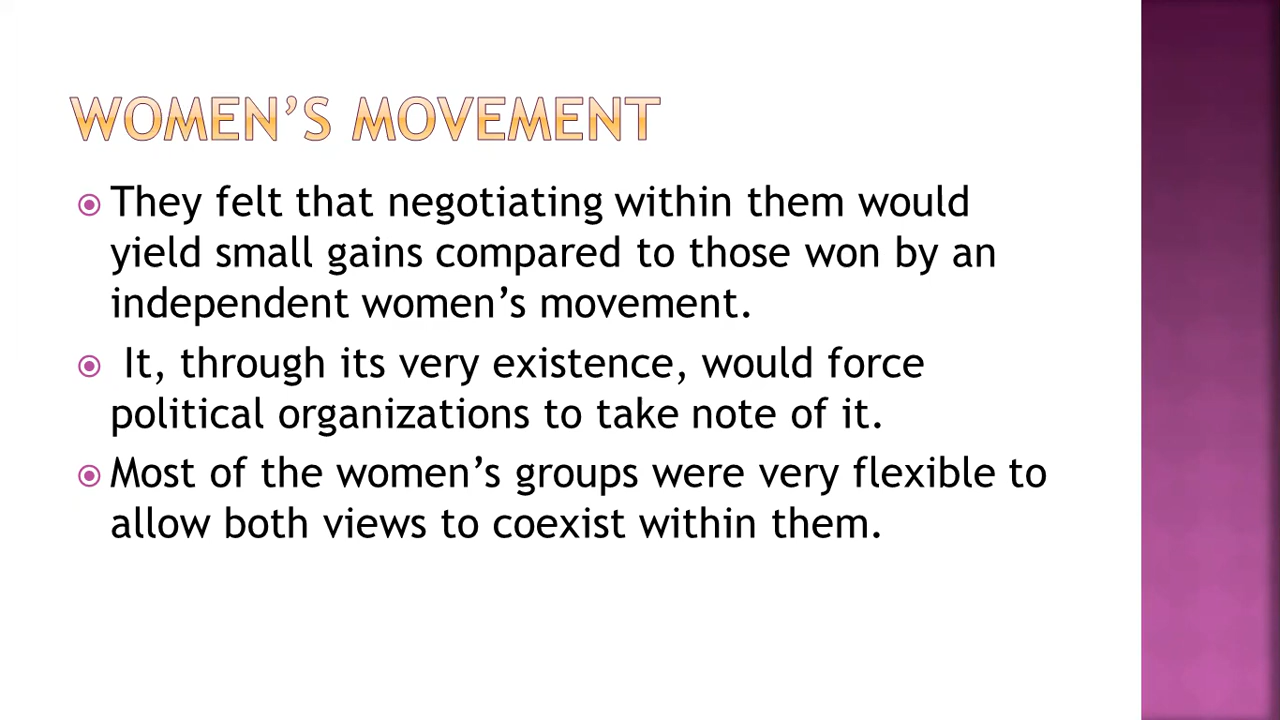 WOMEN’S MOVEMENT
They felt that negotiating within them would
yield small gains compared to those won by an
independent women’s movement.
It, through its very existence, would force
political organizations to take note of it.
Most of the women’s groups were very flexible to
allow both views to coexist within them.